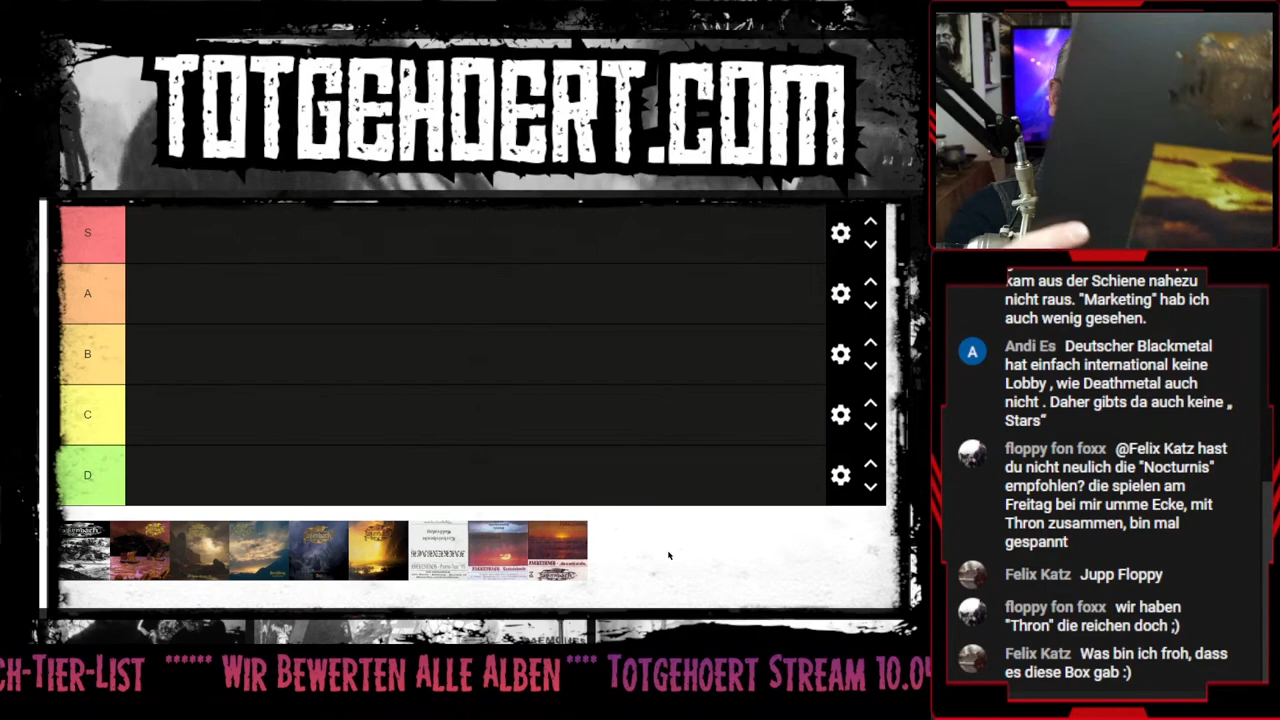 TOTGEHOERT.COM
S
A
B
C
D
kam aus der Schiene nahezu
nicht raus. "Marketing" hab ich
auch wenig gesehen.
A
Andi Es Deutscher Blackmetal
hat einfach international keine
Lobby , wie Deathmetal auch
nicht . Daher gibts da auch keine „
Stars“
floppy fon foxx @Felix Katz hast
du nicht neulich die "Nocturnis"
empfohlen? die spielen am
Freitag bei mir umme Ecke, mit
Thron zusammen, bin mal
gespannt
Felix Katz Jupp Floppy
floppy fon foxx wir haben
"Thron" die reichen doch ;)
Felix Katz Was bin ich froh, dass
es diese Box gab :)
CH-TIER-LIST ****** WIR BEWERTEN ALLE ALBEN **** TOTGEHOERT STREAM 10.04